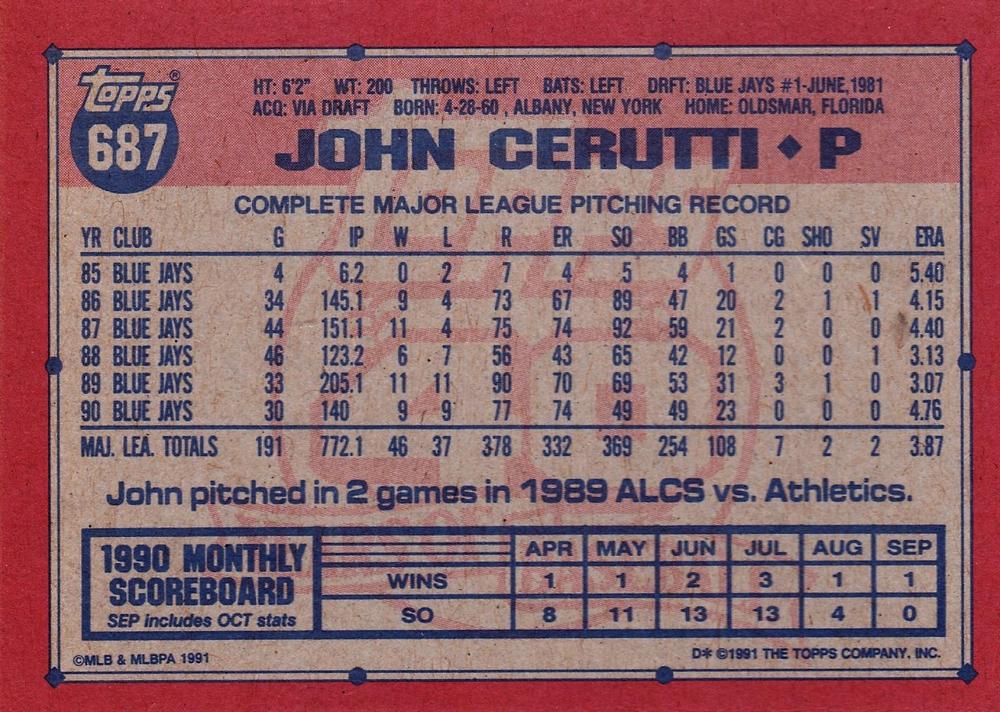 Topps®
687
HT: 6'2" WT: 200 THROWS: LEFT BATS: LEFT DRFT: BLUE JAYS #1-JUNE,1981
ACQ: VIA DRAFT BORN: 4-28-60 , ALBANY, NEW YORK HOME: OLDSMAR, FLORIDA
JOHN CERUTTI ◆ P
COMPLETE MAJOR LEAGUE PITCHING RECORD
YR CLUB G IP W L R ER SO BB GS CG SHO SV ERA
85 BLUE JAYS 4 6.2 0 2 7 4 5 4 1 0 0 0 5.40
86 BLUE JAYS 34 145.1 9 4 73 67 89 47 20 2 1 1 4.15
87 BLUE JAYS 44 151.1 11 4 75 74 92 59 21 2 0 0 4.40
88 BLUE JAYS 46 123.2 6 7 56 43 65 42 12 0 0 1 3.13
89 BLUE JAYS 33 205.1 11 11 90 70 69 53 31 3 1 0 3.07
90 BLUE JAYS 30 140 9 9 77 74 49 49 23 0 0 0 4.76
MAJ. LEA. TOTALS 191 772.1 46 37 378 332 369 254 108 7 2 2 3.87
John pitched in 2 games in 1989 ALCS vs. Athletics.
1990 MONTHLY
SCOREBOARD
SEP includes OCT stats
APR MAY JUN JUL AUG SEP
WINS 1 1 2 3 1 1
SO 8 11 13 13 4 0
©MLB & MLBPA 1991
D* ©1991 THE TOPPS COMPANY, INC.